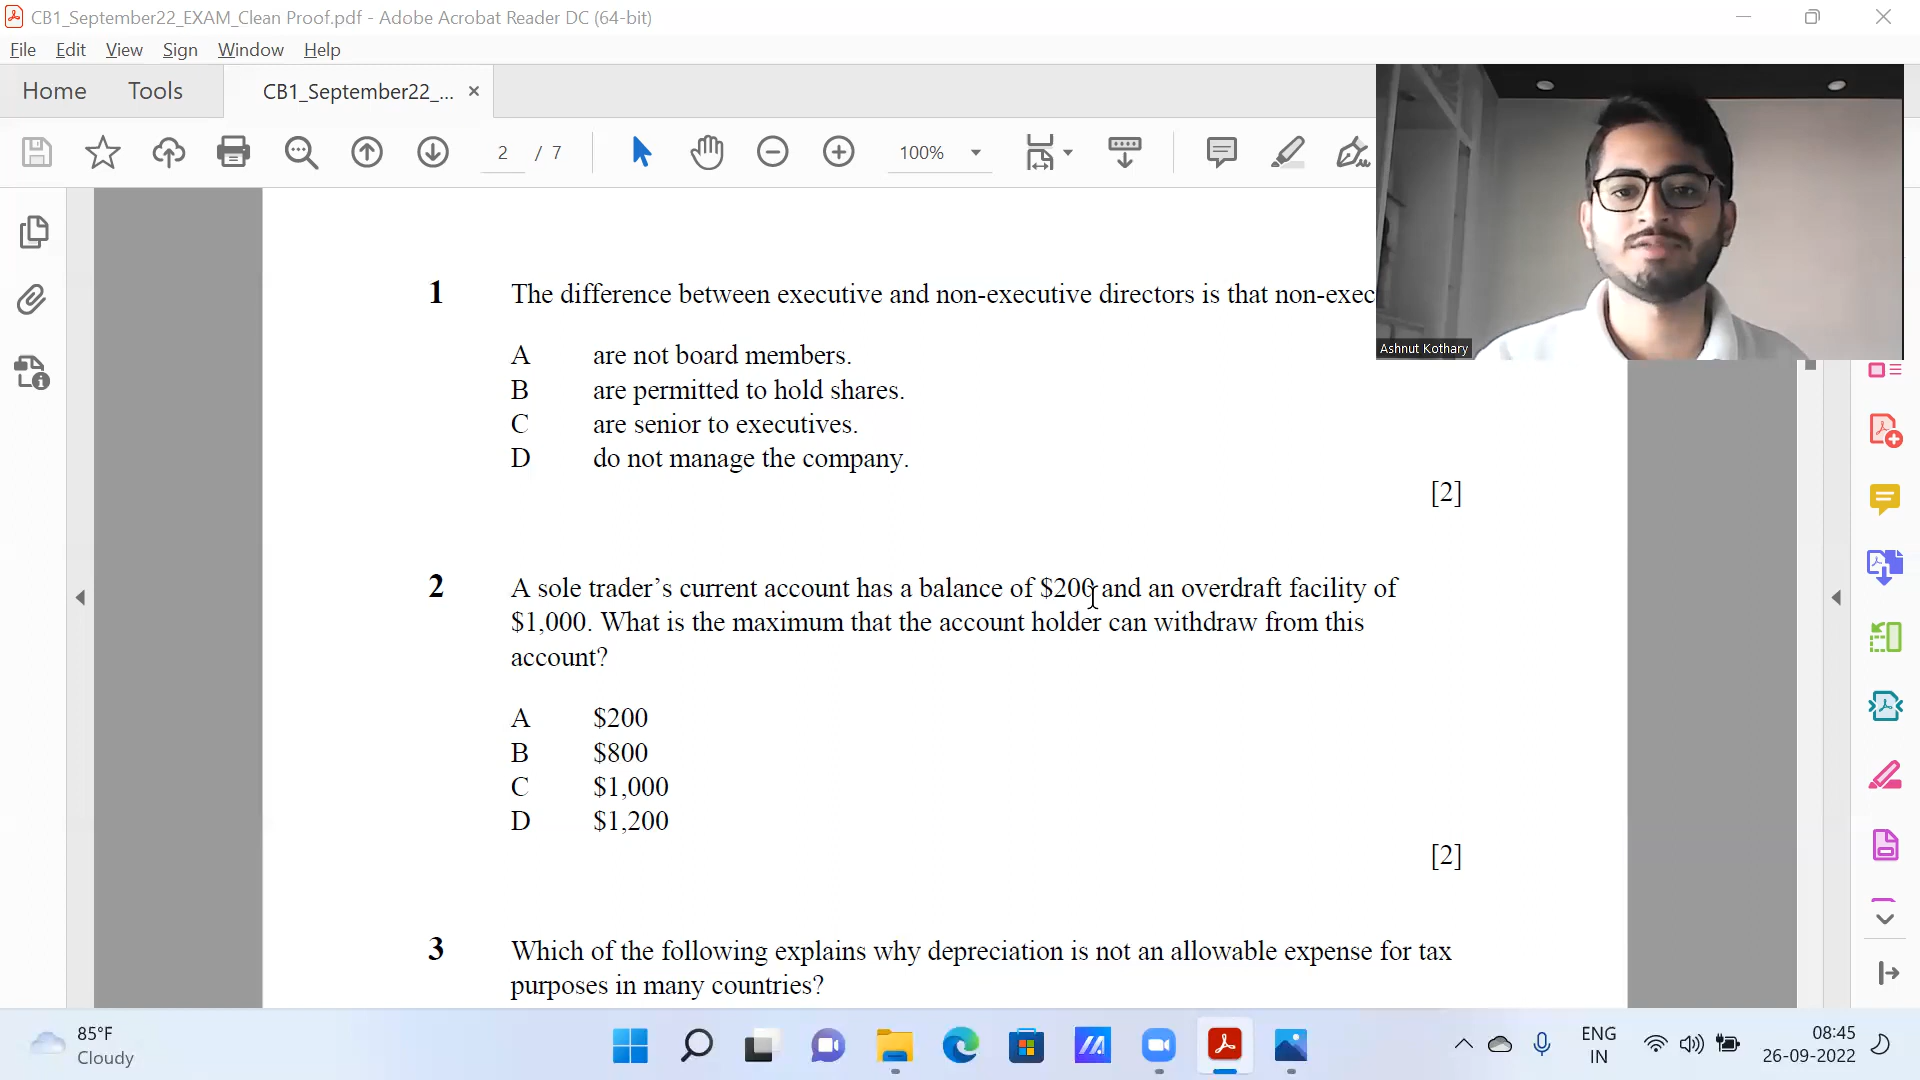 CB1_September22_EXAM_Clean Proof.pdf - Adobe Acrobat Reader DC (64-bit)
File Edit View Sign Window Help
Home Tools CB1_September22_... ×
2 / 7 100%
Ashnut Kothary
1 The difference between executive and non-executive directors is that non-exec
A are not board members.
B are permitted to hold shares.
C are senior to executives.
D do not manage the company.
[2]
2 A sole trader’s current account has a balance of $200 and an overdraft facility of
$1,000. What is the maximum that the account holder can withdraw from this
account?
A $200
B $800
C $1,000
D $1,200
[2]
3 Which of the following explains why depreciation is not an allowable expense for tax
purposes in many countries?
85°F
Cloudy
ENG
IN
08:45
26-09-2022